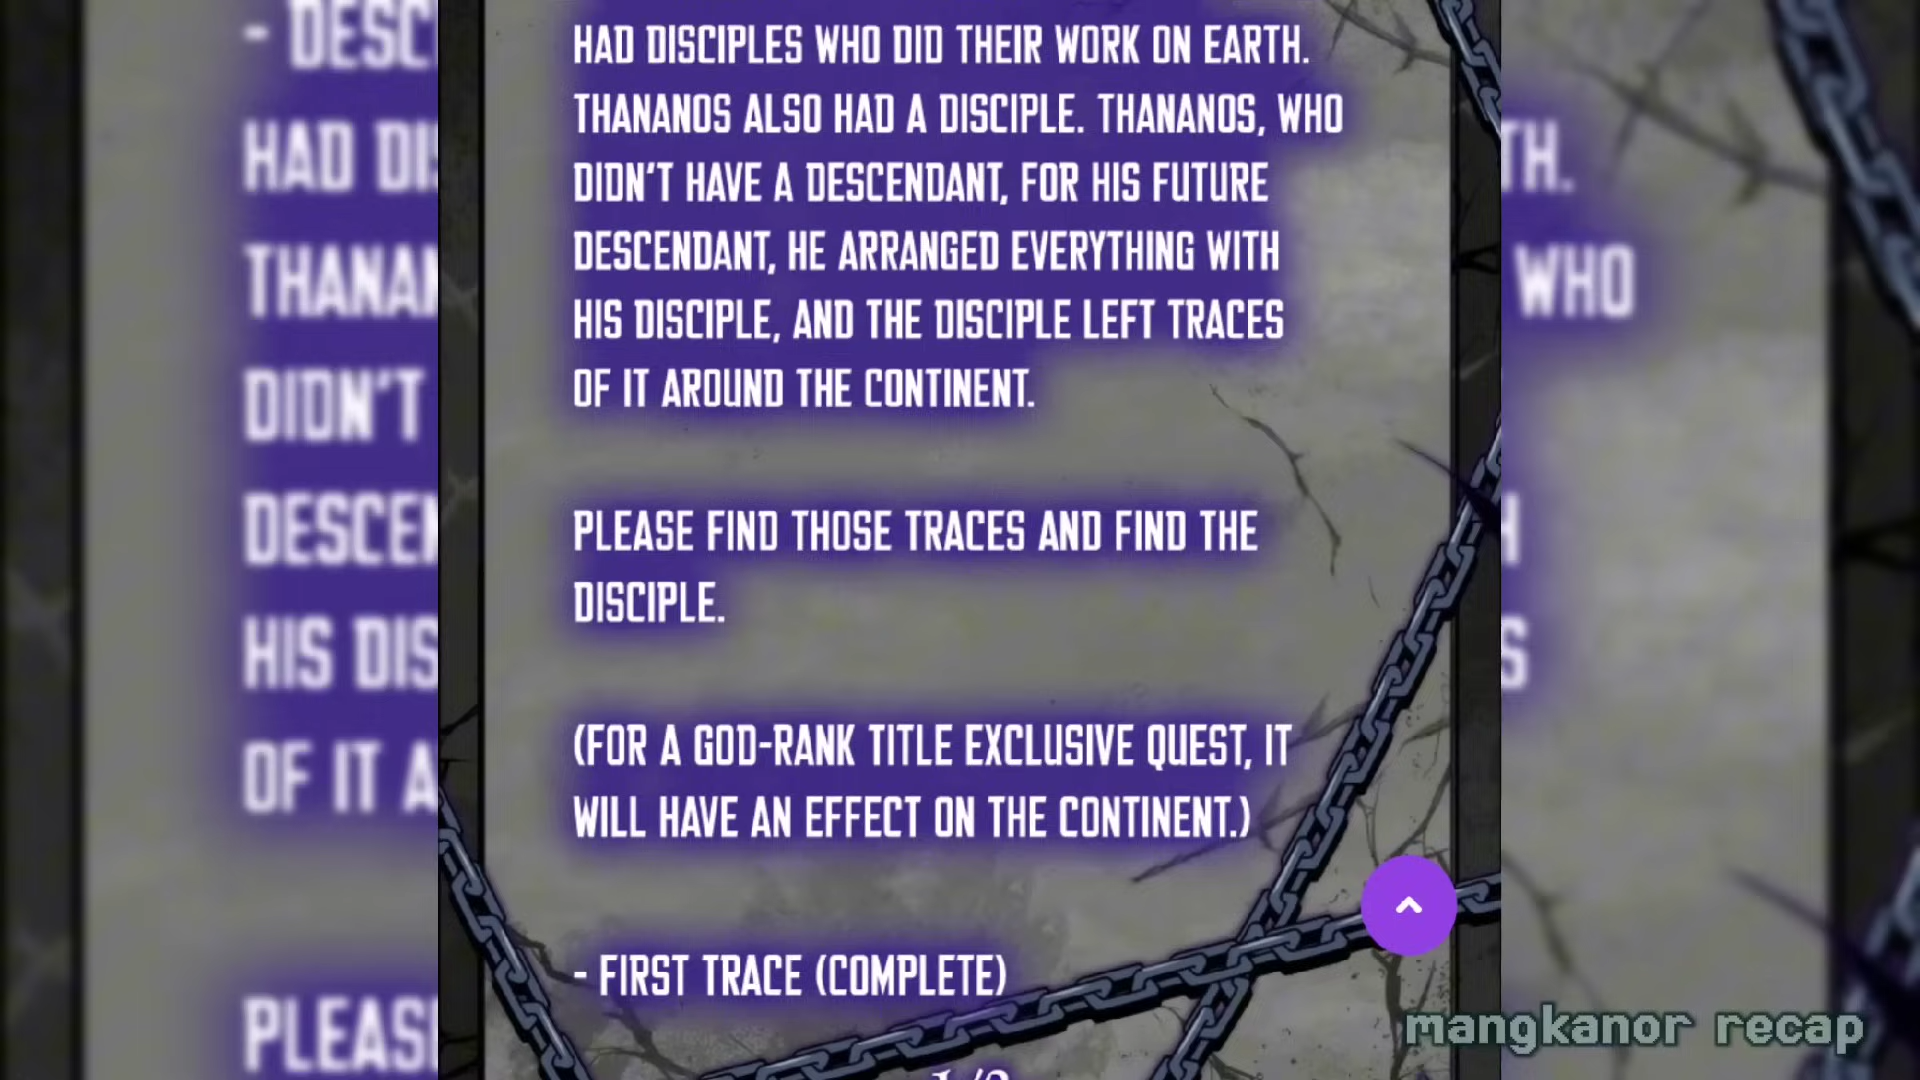 HAD DISCIPLES WHO DID THEIR WORK ON EARTH.
THANANOS ALSO HAD A DISCIPLE. THANANOS, WHO
DIDN'T HAVE A DESCENDANT, FOR HIS FUTURE
DESCENDANT, HE ARRANGED EVERYTHING WITH
HIS DISCIPLE, AND THE DISCIPLE LEFT TRACES
OF IT AROUND THE CONTINENT.
PLEASE FIND THOSE TRACES AND FIND THE
DISCIPLE.
(FOR A GOD-RANK TITLE EXCLUSIVE QUEST, IT
WILL HAVE AN EFFECT ON THE CONTINENT.)
- FIRST TRACE (COMPLETE)
mangkanor recap